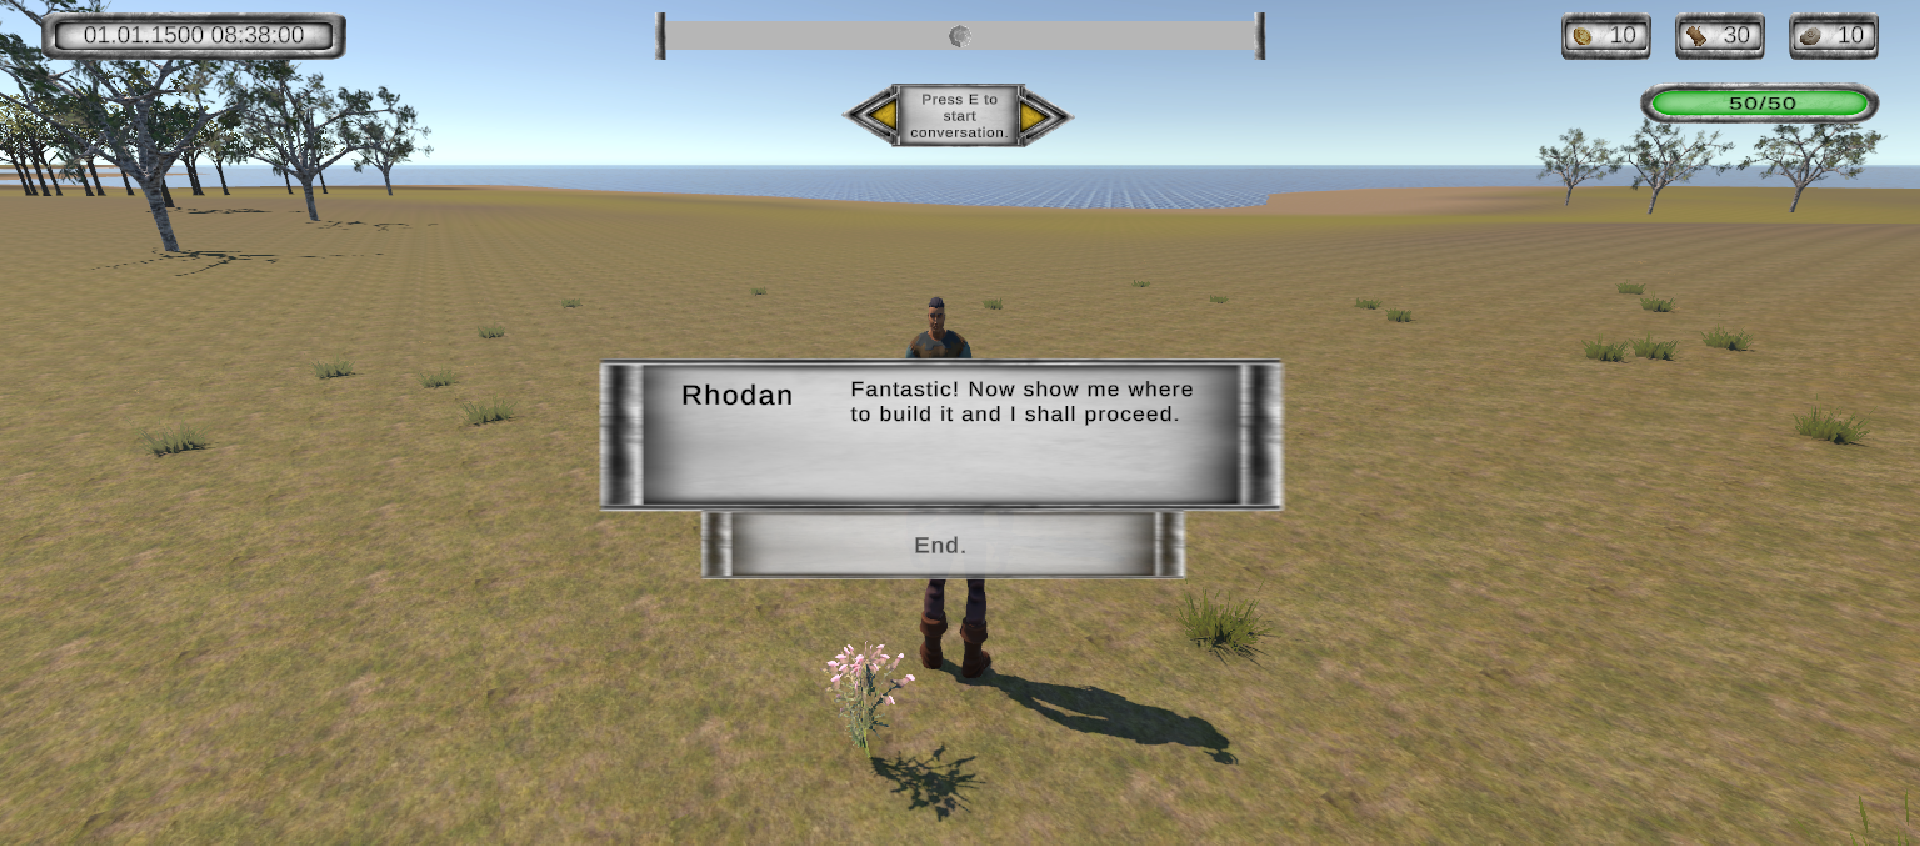 01.01.1500 08:38:00
10
30
10
50/50
Press E to
start
conversation.
Rhodan
Fantastic! Now show me where
to build it and I shall proceed.
End.